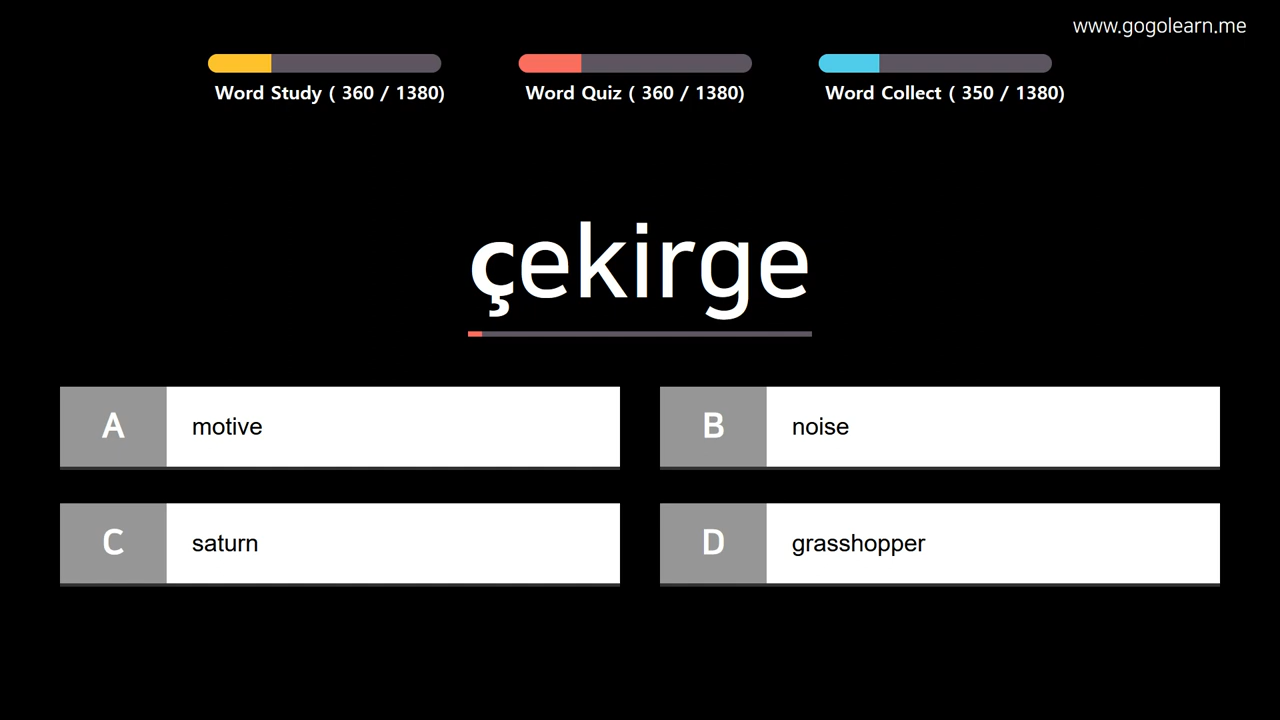 www.gogolearn.me
Word Study ( 360 / 1380)
Word Quiz ( 360 / 1380)
Word Collect ( 350 / 1380)
çekirge
A motive
B noise
C saturn
D grasshopper